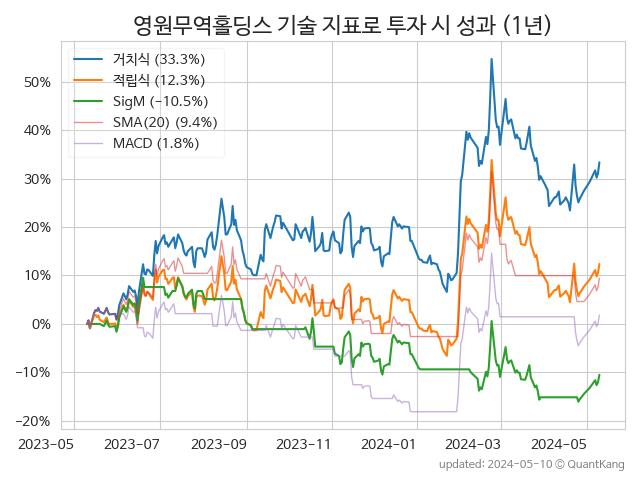 영원무역홀딩스 기술 지표로 투자 시 성과 (1년)
거치식 (33.3%)
적립식 (12.3%)
SigM (-10.5%)
SMA(20) (9.4%)
MACD (1.8%)
50%
40%
30%
20%
10%
0%
-10%
-20%
2023-05 2023-07 2023-09 2023-11 2024-01 2024-03 2024-05
updated: 2024-05-10 © QuantKang